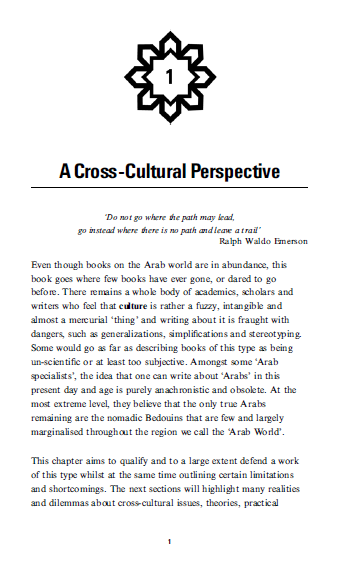 1
A Cross-Cultural Perspective
‘Do not go where the path may lead,
go instead where there is no path and leave a trail’
Ralph Waldo Emerson
Even though books on the Arab world are in abundance, this
book goes where few books have ever gone, or dared to go
before. There remains a whole body of academics, scholars and
writers who feel that culture is rather a fuzzy, intangible and
almost a mercurial ‘thing’ and writing about it is fraught with
dangers, such as generalizations, simplifications and stereotyping.
Some would go as far as describing books of this type as being
un-scientific or at least too subjective. Amongst some ‘Arab
specialists’, the idea that one can write about ‘Arabs’ in this
present day and age is purely anachronistic and obsolete. At the
most extreme level, they believe that the only true Arabs
remaining are the nomadic Bedouins that are few and largely
marginalised throughout the region we call the ‘Arab World’.
This chapter aims to qualify and to a large extent defend a work
of this type whilst at the same time outlining certain limitations
and shortcomings. The next sections will highlight many realities
and dilemmas about cross-cultural issues, theories, practical
1